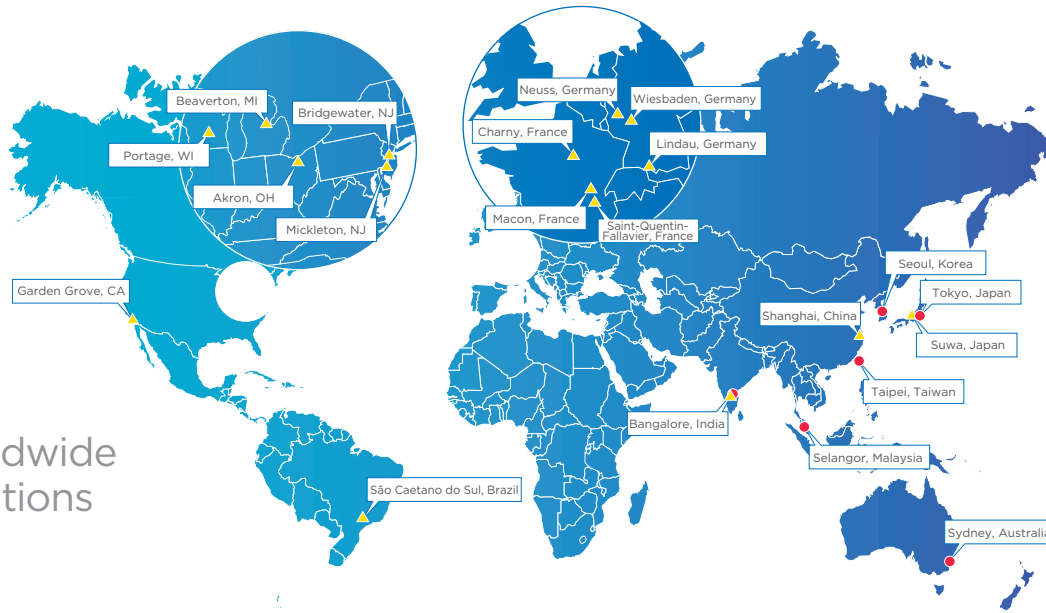 Beaverton, MI
Bridgewater, NJ
Portage, WI
Akron, OH
Mickleton, NJ
Garden Grove, CA
Neuss, Germany
Wiesbaden, Germany
Charny, France
Lindau, Germany
Macon, France
Saint-Quentin-
Fallavier, France
Seoul, Korea
Tokyo, Japan
Shanghai, China
Suwa, Japan
Taipei, Taiwan
Bangalore, India
Selangor, Malaysia
dwide
tions
São Caetano do Sul, Brazil
Sydney, Australia